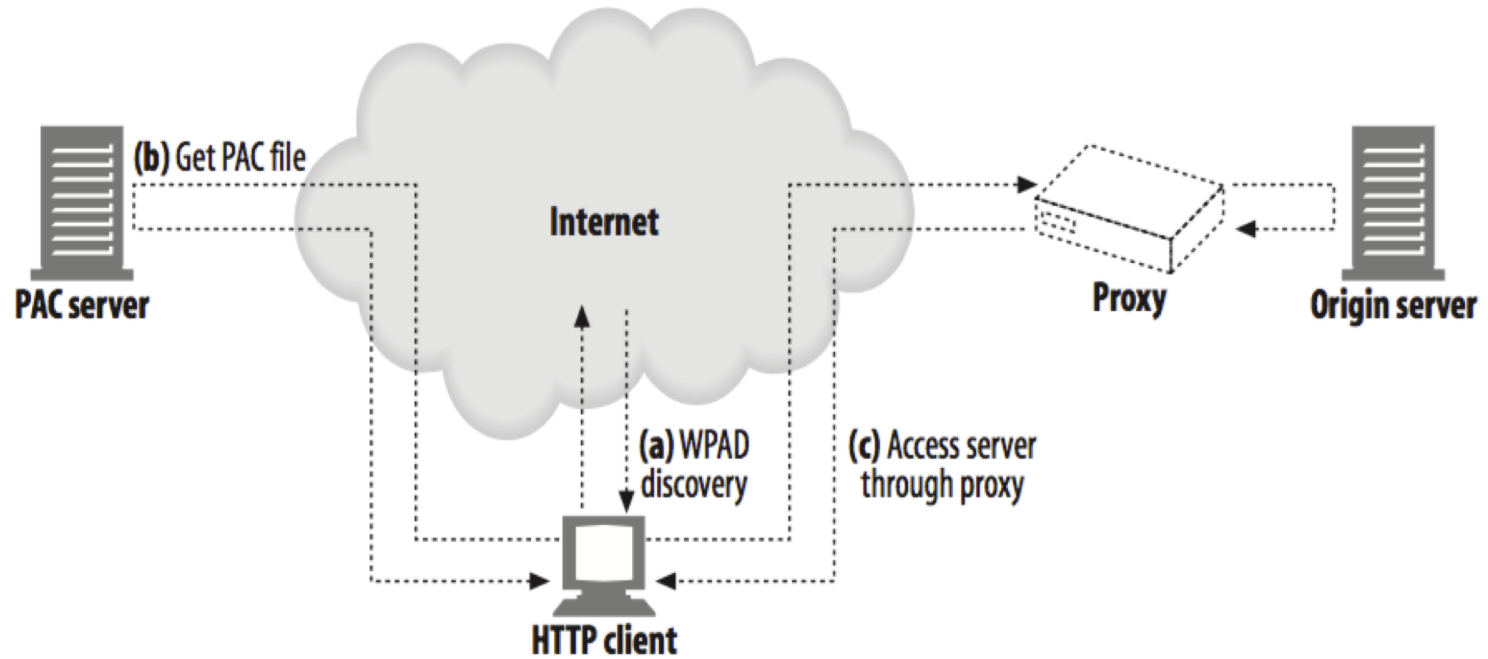 (b) Get PAC file
Internet
PAC server
Proxy
Origin server
(a) WPAD
discovery
(c) Access server
through proxy
HTTP client